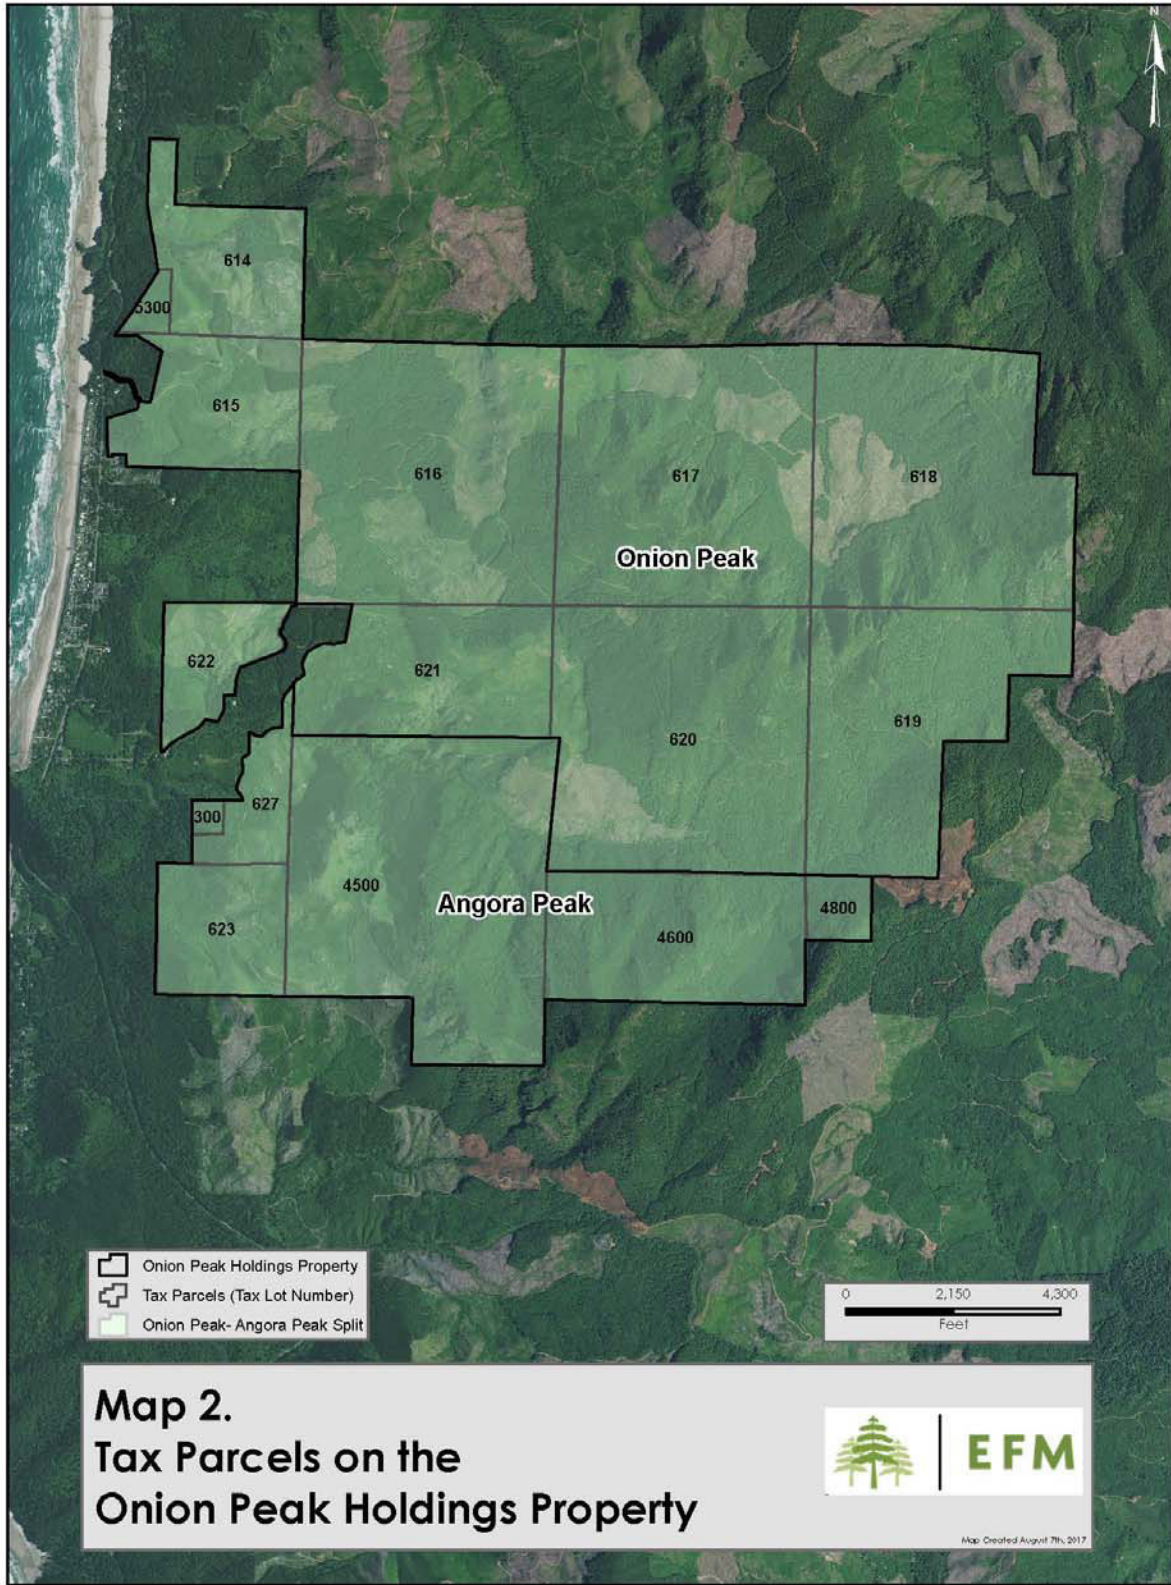 N
614
5300
615
616
617
618
Onion Peak
622
621
620
619
627
300
4500
Angora Peak
4800
623
4600
Onion Peak Holdings Property
Tax Parcels (Tax Lot Number)
Onion Peak- Angora Peak Split
0 2,150 4,300
Feet
Map 2.
Tax Parcels on the
Onion Peak Holdings Property
EFM
Map Created August 7th, 2017